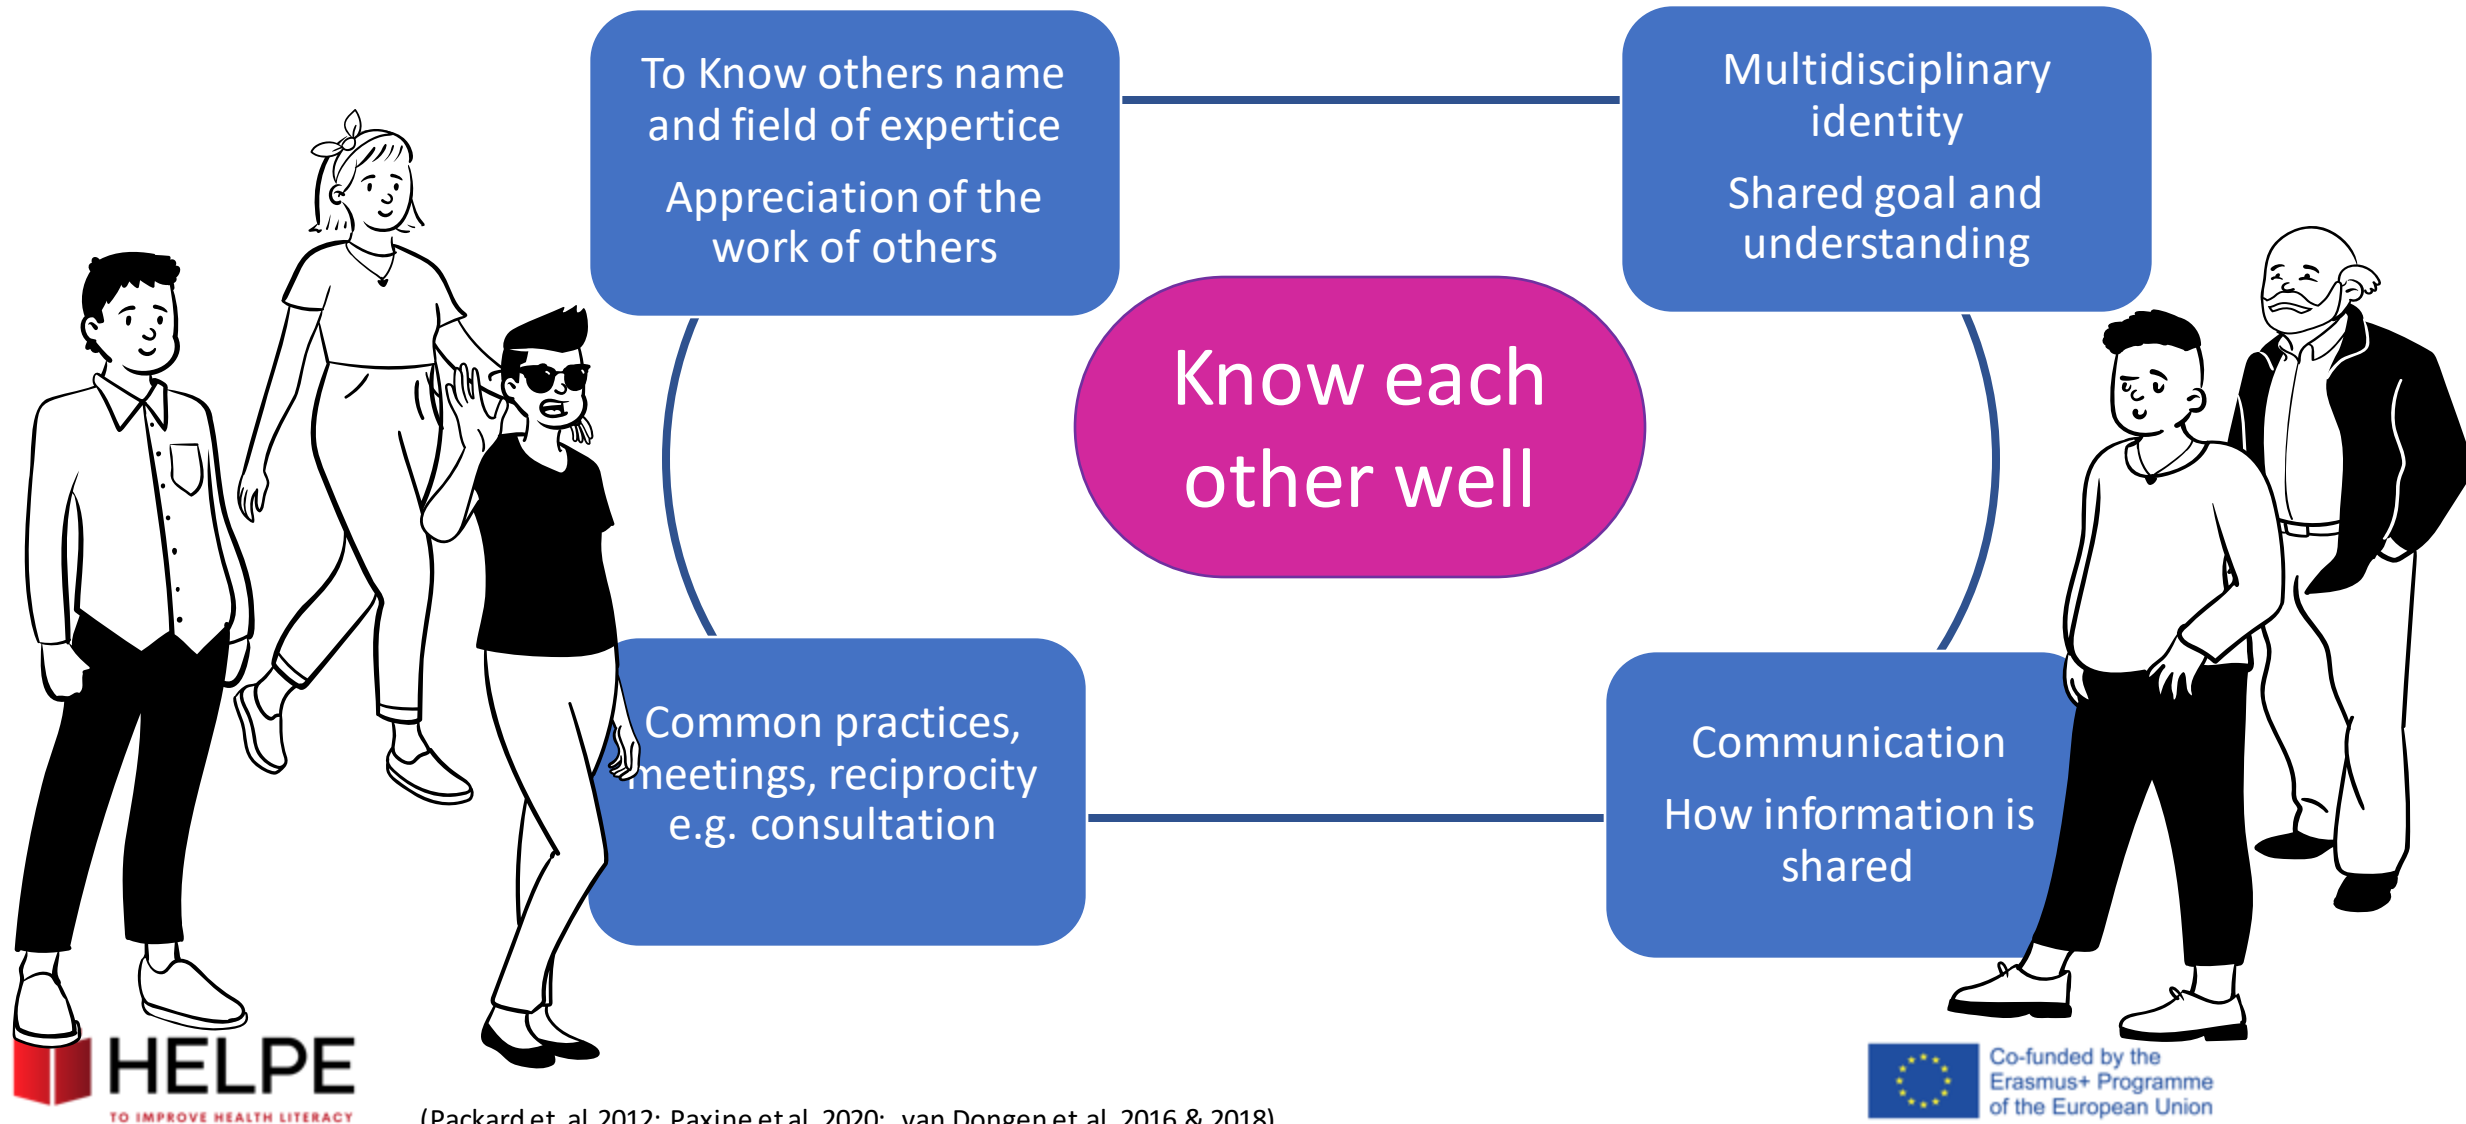 To Know others name
and field of expertice
Appreciation of the
work of others
Multidisciplinary
identity
Shared goal and
understanding
Know each
other well
Common practices,
meetings, reciprocity
e.g. consultation
Communication
How information is
shared
HELPE
TO IMPROVE HEALTH LITERACY
(Packard et. al 2012; Paxine et al. 2020; van Dongen et al. 2016 & 2018)
Co-funded by the
Erasmus+ Programme
of the European Union